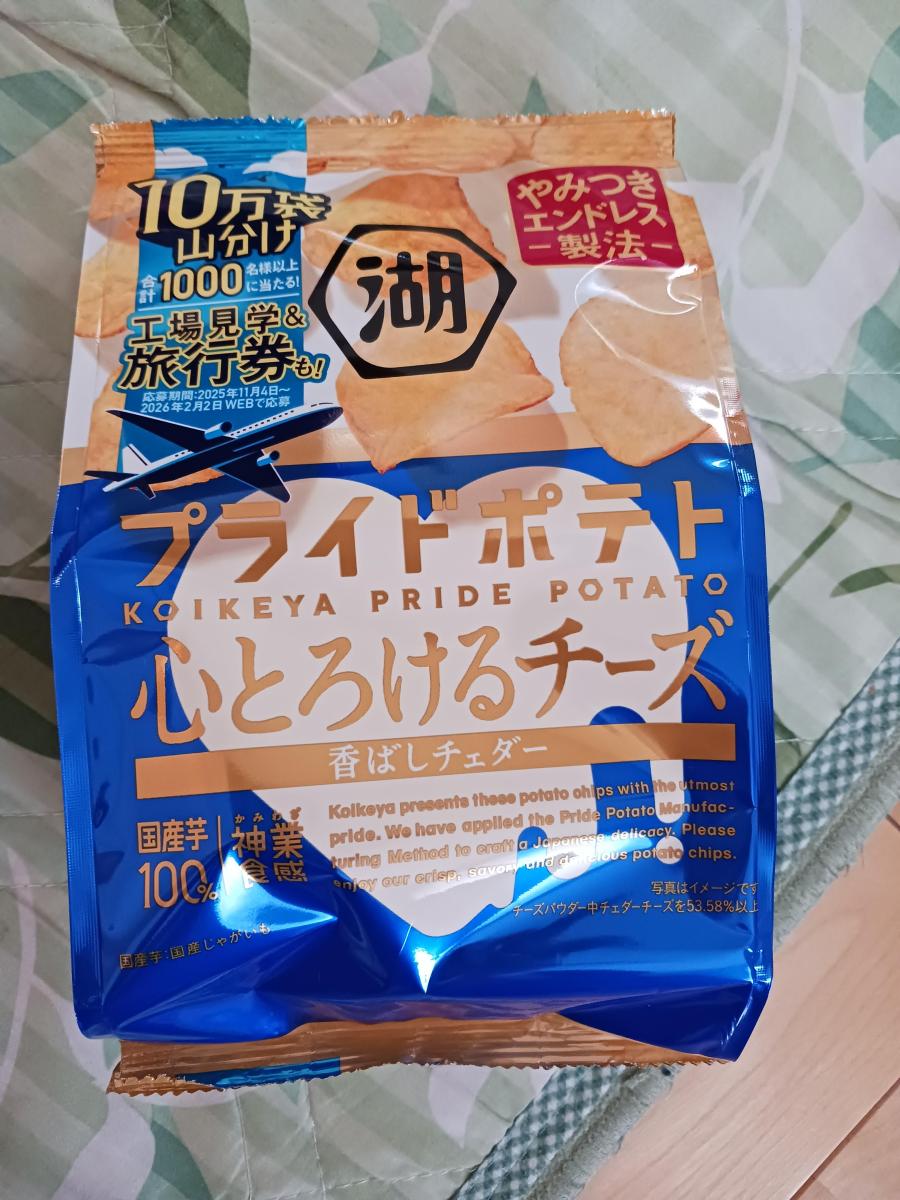 10万袋
山分け
合計1000名様以上に当たる!
工場見学&
旅行券も!
応募期間:2025年11月4日~
2026年2月2日WEBで応募
湖
やみつき
エンドレス
-製法-
プライドポテト
KOIKEYA PRIDE POTATO
心とろけるチーズ
香ばしチェダー
国産芋
100%
かみわざ
神業
食感
Koikeya presents these potato chips with the utmost
pride. We have applied the Pride Potato Manufac-
turing Method to craft a Japanese delicacy. Please
enjoy our crisp, savory and delicious potato chips.
写真はイメージです
チーズパウダー中チェダーチーズを53.58%以上
国産芋:国産じゃがいも